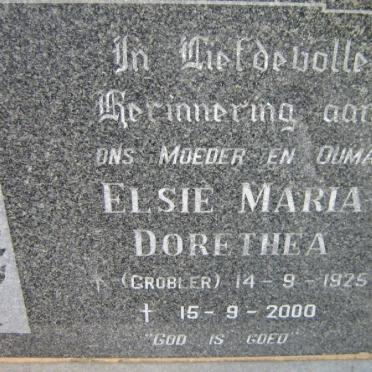 In Liefdevolle
Herinnering aan
ONS MOEDER EN OUMA
ELSIE MARIA
DORETHEA
(GROBLER) 14-9-1925
† 15-9-2000
"GOD IS GOED"